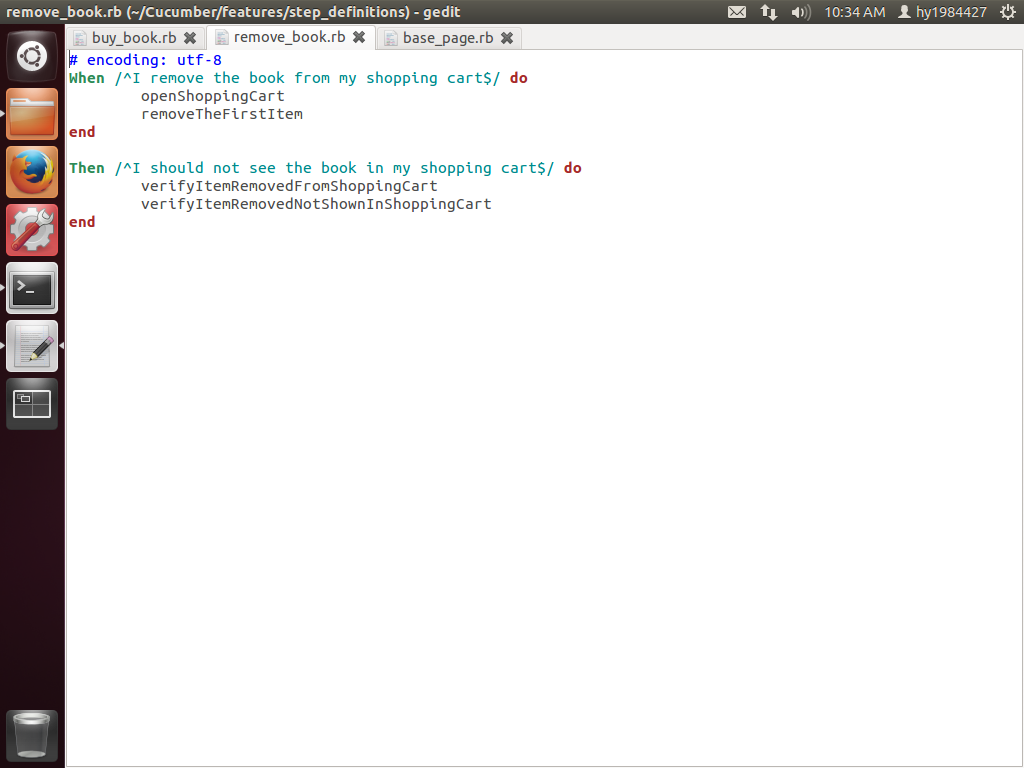 remove_book.rb (~/Cucumber/features/step_definitions) - gedit
10:34 AM
hy1984427
buy_book.rb
remove_book.rb
base_page.rb
# encoding: utf-8
When /^I remove the book from my shopping cart$/ do
openShoppingCart
removeTheFirstItem
end
Then /^I should not see the book in my shopping cart$/ do
verifyItemRemovedFromShoppingCart
verifyItemRemovedNotShownInShoppingCart
end